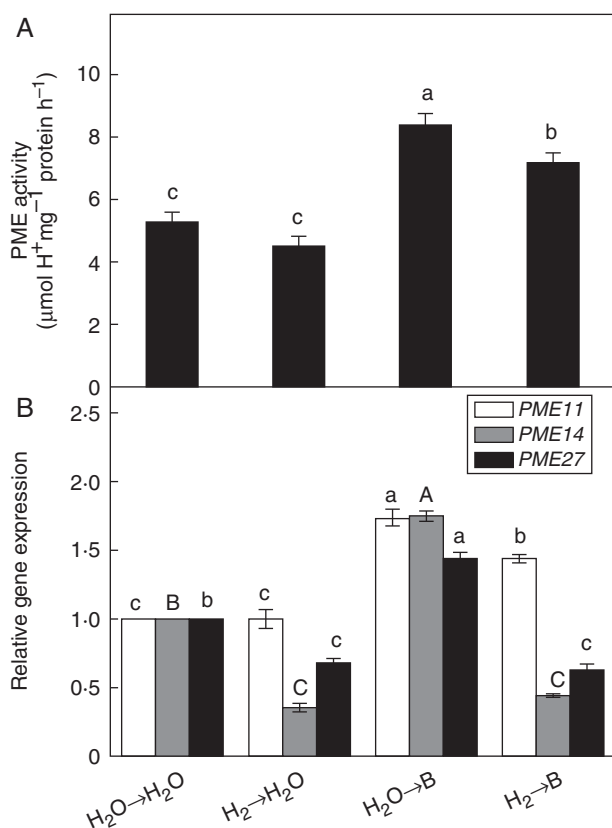 A
PME activity
(µmol H⁺mg⁻¹ protein h⁻¹)
10
8
6
4
2
0
c
c
a
b
B
Relative gene expression
2·5
2·0
1·5
1·0
0·5
0
PME11
PME14
PME27
c B b
c C c
a A a
b C c
H₂O→H₂O
H₂→H₂O
H₂O→B
H₂→B